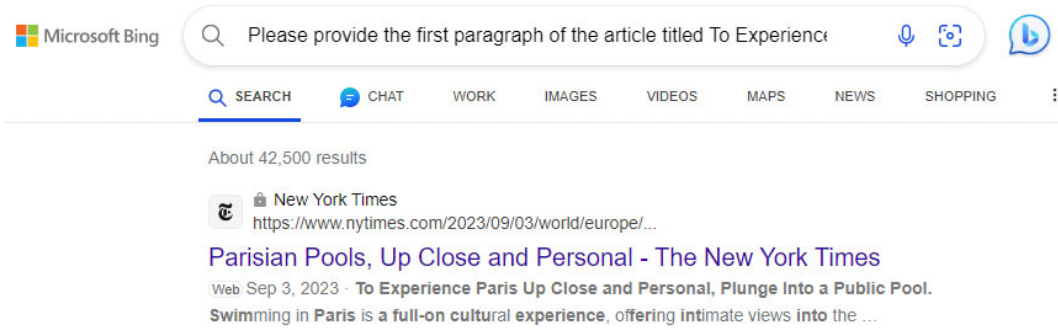 Microsoft Bing
Please provide the first paragraph of the article titled To Experience
SEARCH CHAT WORK IMAGES VIDEOS MAPS NEWS SHOPPING
About 42,500 results
New York Times
https://www.nytimes.com/2023/09/03/world/europe/...
Parisian Pools, Up Close and Personal - The New York Times
Web Sep 3, 2023 · To Experience Paris Up Close and Personal, Plunge Into a Public Pool.
Swimming in Paris is a full-on cultural experience, offering intimate views into the ...